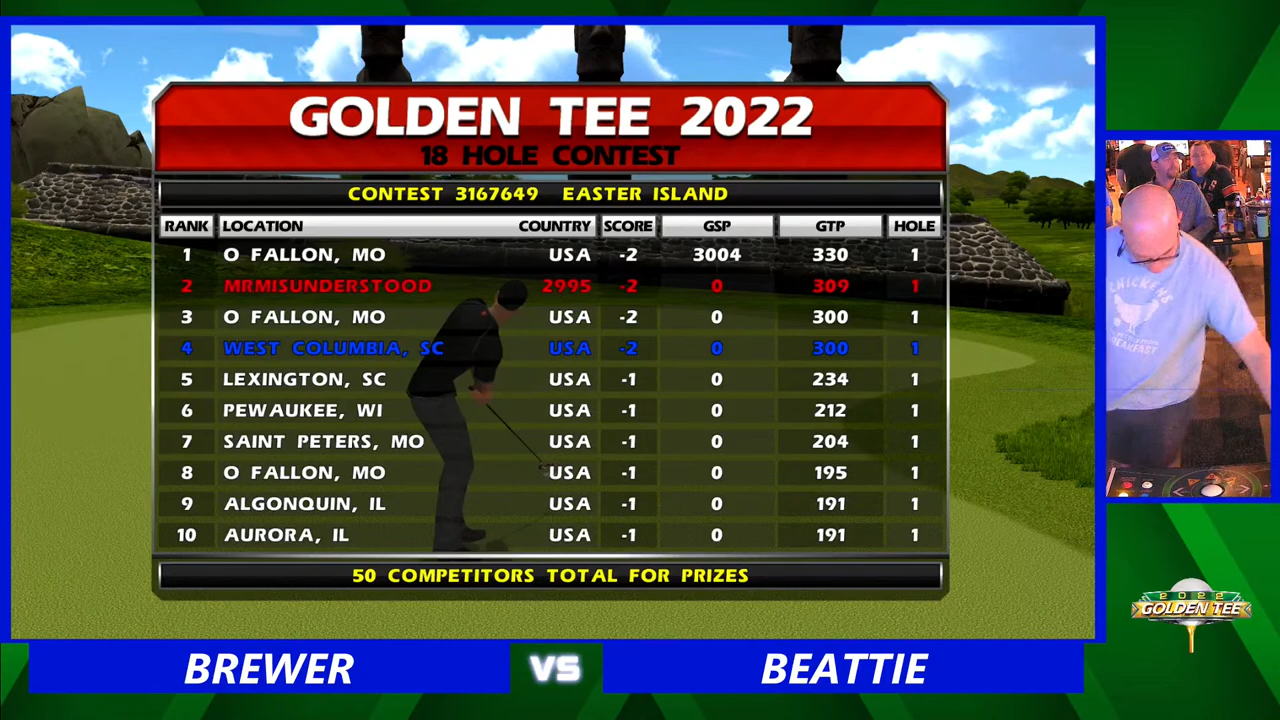 GOLDEN TEE 2022
18 HOLE CONTEST
CONTEST 3167649 EASTER ISLAND
RANK LOCATION COUNTRY SCORE GSP GTP HOLE
1 O FALLON, MO USA -2 3004 330 1
2 MRMISUNDERSTOOD 2995 -2 0 309 1
3 O FALLON, MO USA -2 0 300 1
4 WEST COLUMBIA, SC USA -2 0 300 1
5 LEXINGTON, SC USA -1 0 234 1
6 PEWAUKEE, WI USA -1 0 212 1
7 SAINT PETERS, MO USA -1 0 204 1
8 O FALLON, MO USA -1 0 195 1
9 ALGONQUIN, IL USA -1 0 191 1
10 AURORA, IL USA -1 0 191 1
50 COMPETITORS TOTAL FOR PRIZES
CHICKENS
BREAKFAST
2022
GOLDEN TEE
BREWER VS BEATTIE